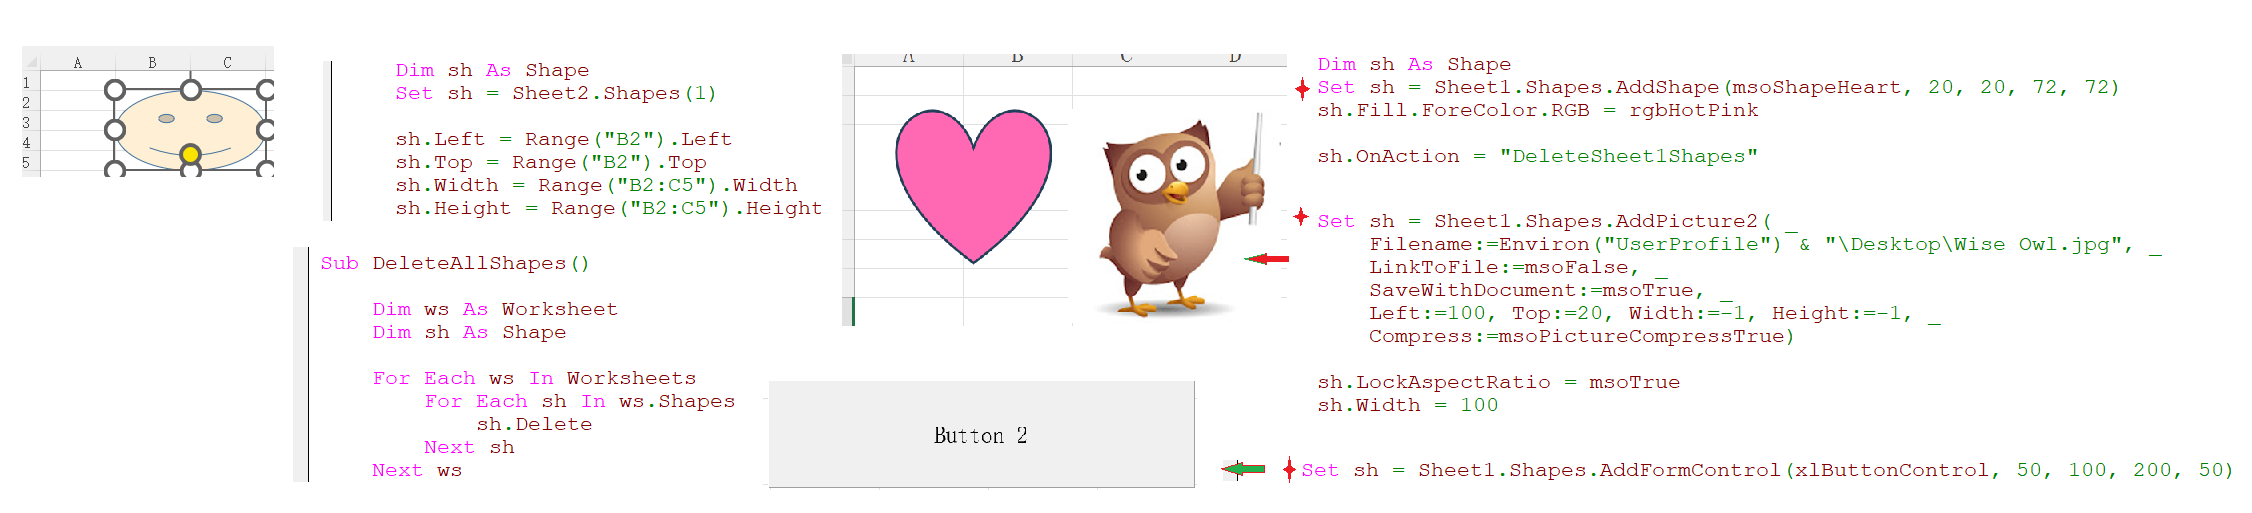 A B C
1
2
3
4
5
Dim sh As Shape
Set sh = Sheet2.Shapes(1)
sh.Left = Range("B2").Left
sh.Top = Range("B2").Top
sh.Width = Range("B2:C5").Width
sh.Height = Range("B2:C5").Height
Sub DeleteAllShapes()
Dim ws As Worksheet
Dim sh As Shape
For Each ws In Worksheets
For Each sh In ws.Shapes
sh.Delete
Next sh
Next ws
A B C D
Button 2
Dim sh As Shape
Set sh = Sheet1.Shapes.AddShape(msoShapeHeart, 20, 20, 72, 72)
sh.Fill.ForeColor.RGB = rgbHotPink
sh.OnAction = "DeleteSheet1Shapes"
Set sh = Sheet1.Shapes.AddPicture2( _
Filename:=Environ("UserProfile") & "\Desktop\Wise Owl.jpg", _
LinkToFile:=msoFalse, _
SaveWithDocument:=msoTrue, _
Left:=100, Top:=20, Width:=-1, Height:=-1, _
Compress:=msoPictureCompressTrue)
sh.LockAspectRatio = msoTrue
sh.Width = 100
Set sh = Sheet1.Shapes.AddFormControl(xlButtonControl, 50, 100, 200, 50)